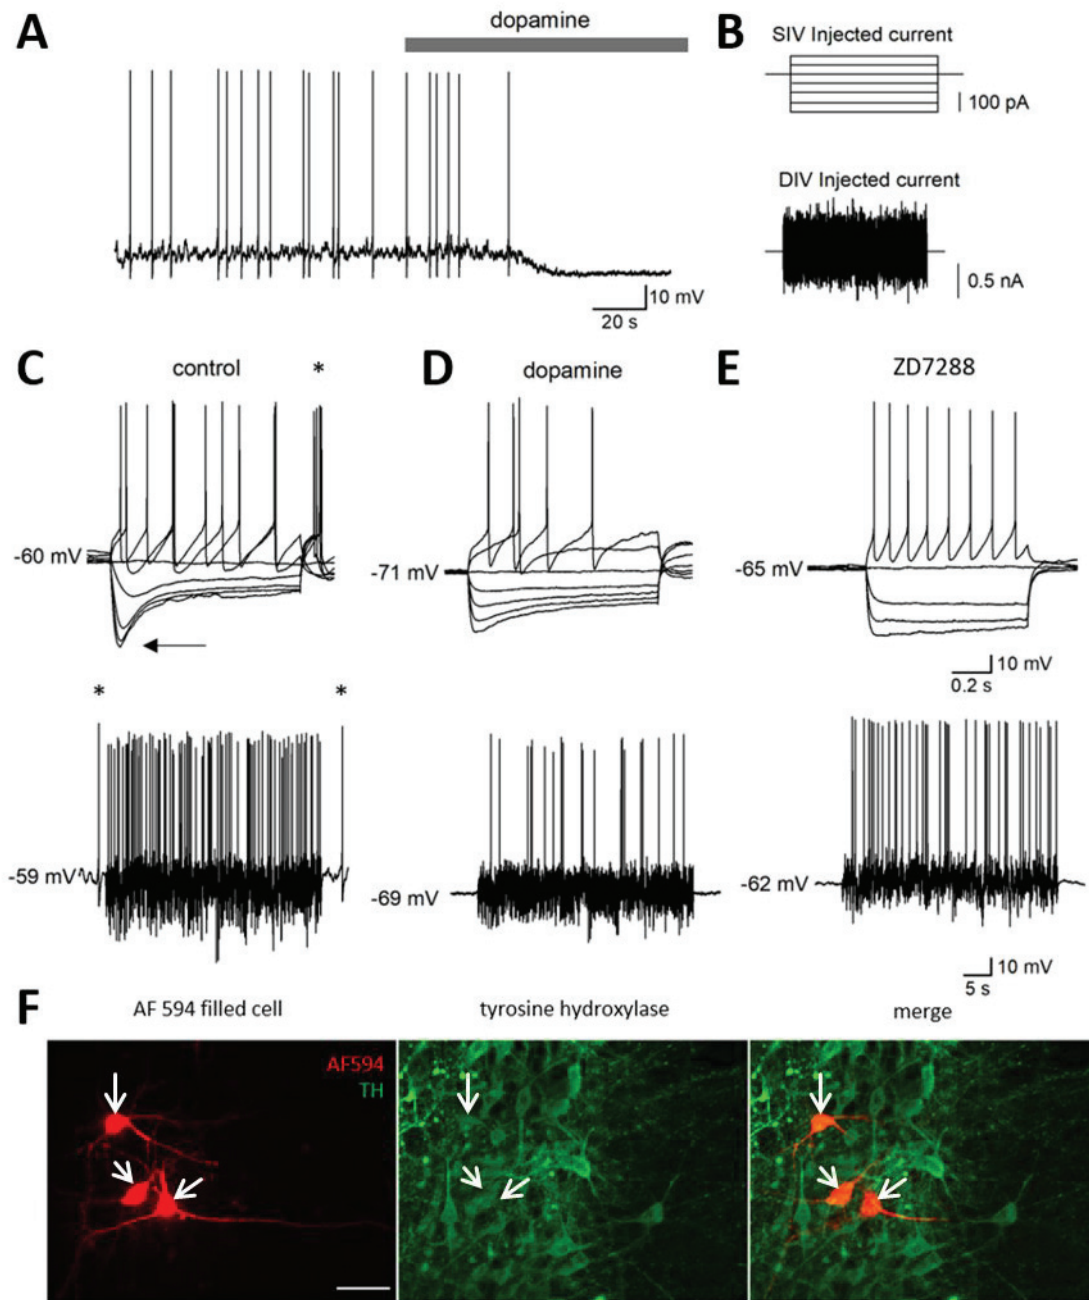 A
dopamine
10 mV
20 s
B
SIV Injected current
100 pA
DIV Injected current
0.5 nA
C
control
*
-60 mV
D
dopamine
-71 mV
E
ZD7288
-65 mV
10 mV
0.2 s
*
*
-59 mV
-69 mV
-62 mV
10 mV
5 s
F
AF 594 filled cell
tyrosine hydroxylase
merge
AF594
TH